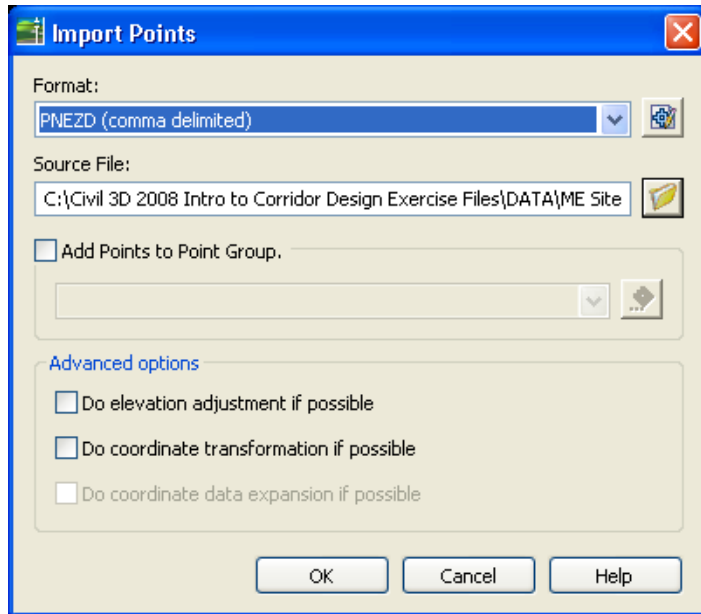 Import Points
Format:
PNEZD (comma delimited)
Source File:
C:\Civil 3D 2008 Intro to Corridor Design Exercise Files\DATA\ME Site
Add Points to Point Group.
Advanced options
Do elevation adjustment if possible
Do coordinate transformation if possible
Do coordinate data expansion if possible
OK Cancel Help